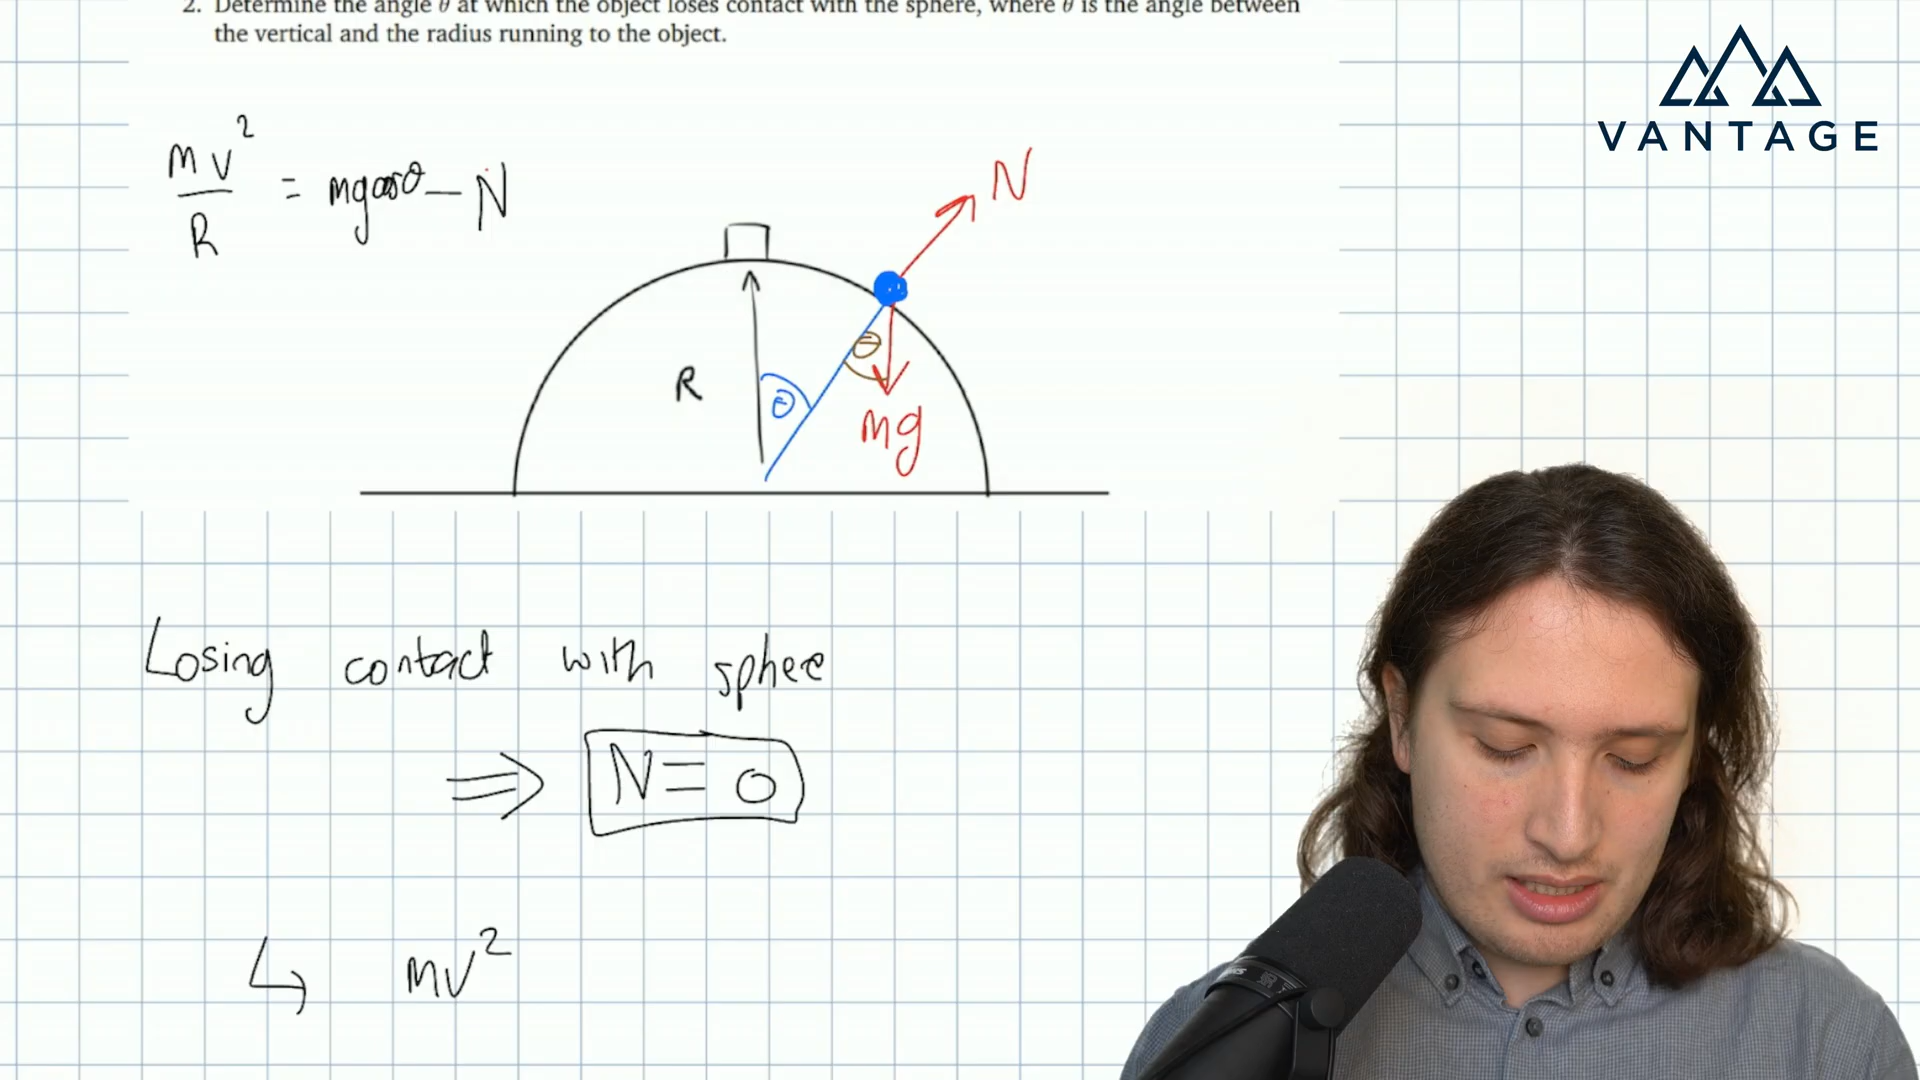 2. Determine the angle θ at which the object loses contact with the sphere, where θ is the angle between
the vertical and the radius running to the object.
VANTAGE
mv²/R = mg cosθ - N
N
R
θ
θ
mg
Losing contact with sphere
⇒ N = 0
↳ mv²